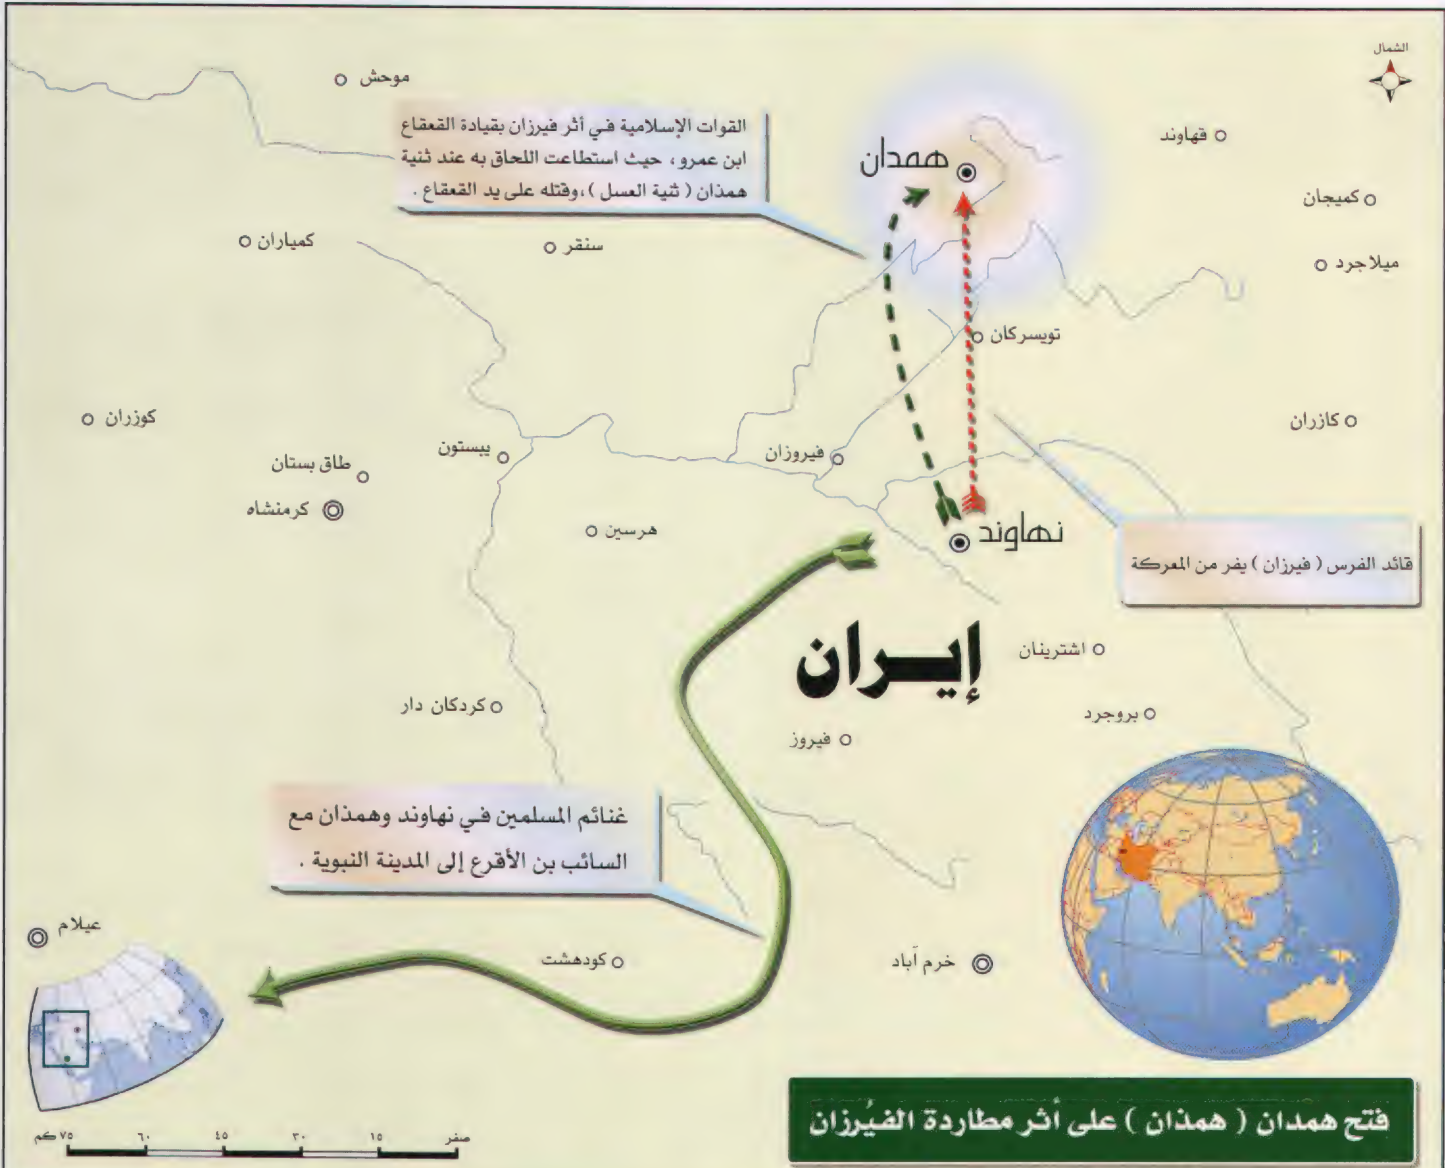 الشمال
موحش
القوات الإسلامية في أثر فيرزان بقيادة القعقاع
ابن عمرو ، حيث استطاعت اللحاق به عند ثنية
همذان ( ثنية العسل ) ، وقتله على يد القعقاع .
همدان
قهاوند
كميجان
كمياران
سنقر
ميلاجرد
تويسركان
كوزران
كازران
بيستون
فيروزان
طاق بستان
كرمنشاه
هرسين
نهاوند
قائد الفرس ( فيرزان ) يفر من المعركة
إيران
اشترينان
كردكان دار
بروجرد
فيروز
غنائم المسلمين في نهاوند وهمذان مع
السائب بن الأقرع إلى المدينة النبوية .
عيلام
كودهشت
خرم آباد
فتح همدان ( همذان ) على أثر مطاردة الفيُرزان
صفر ١٥ ٣٠ ٤٥ ٦٠ ٧٥ كم